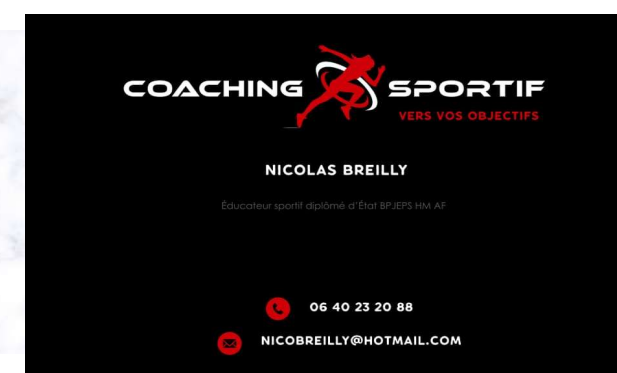 COACHING SPORTIF
VERS VOS OBJECTIFS
NICOLAS BREILLY
Éducateur sportif diplômé d'État BPJEPS HM AF
06 40 23 20 88
NICOBREILLY@HOTMAIL.COM